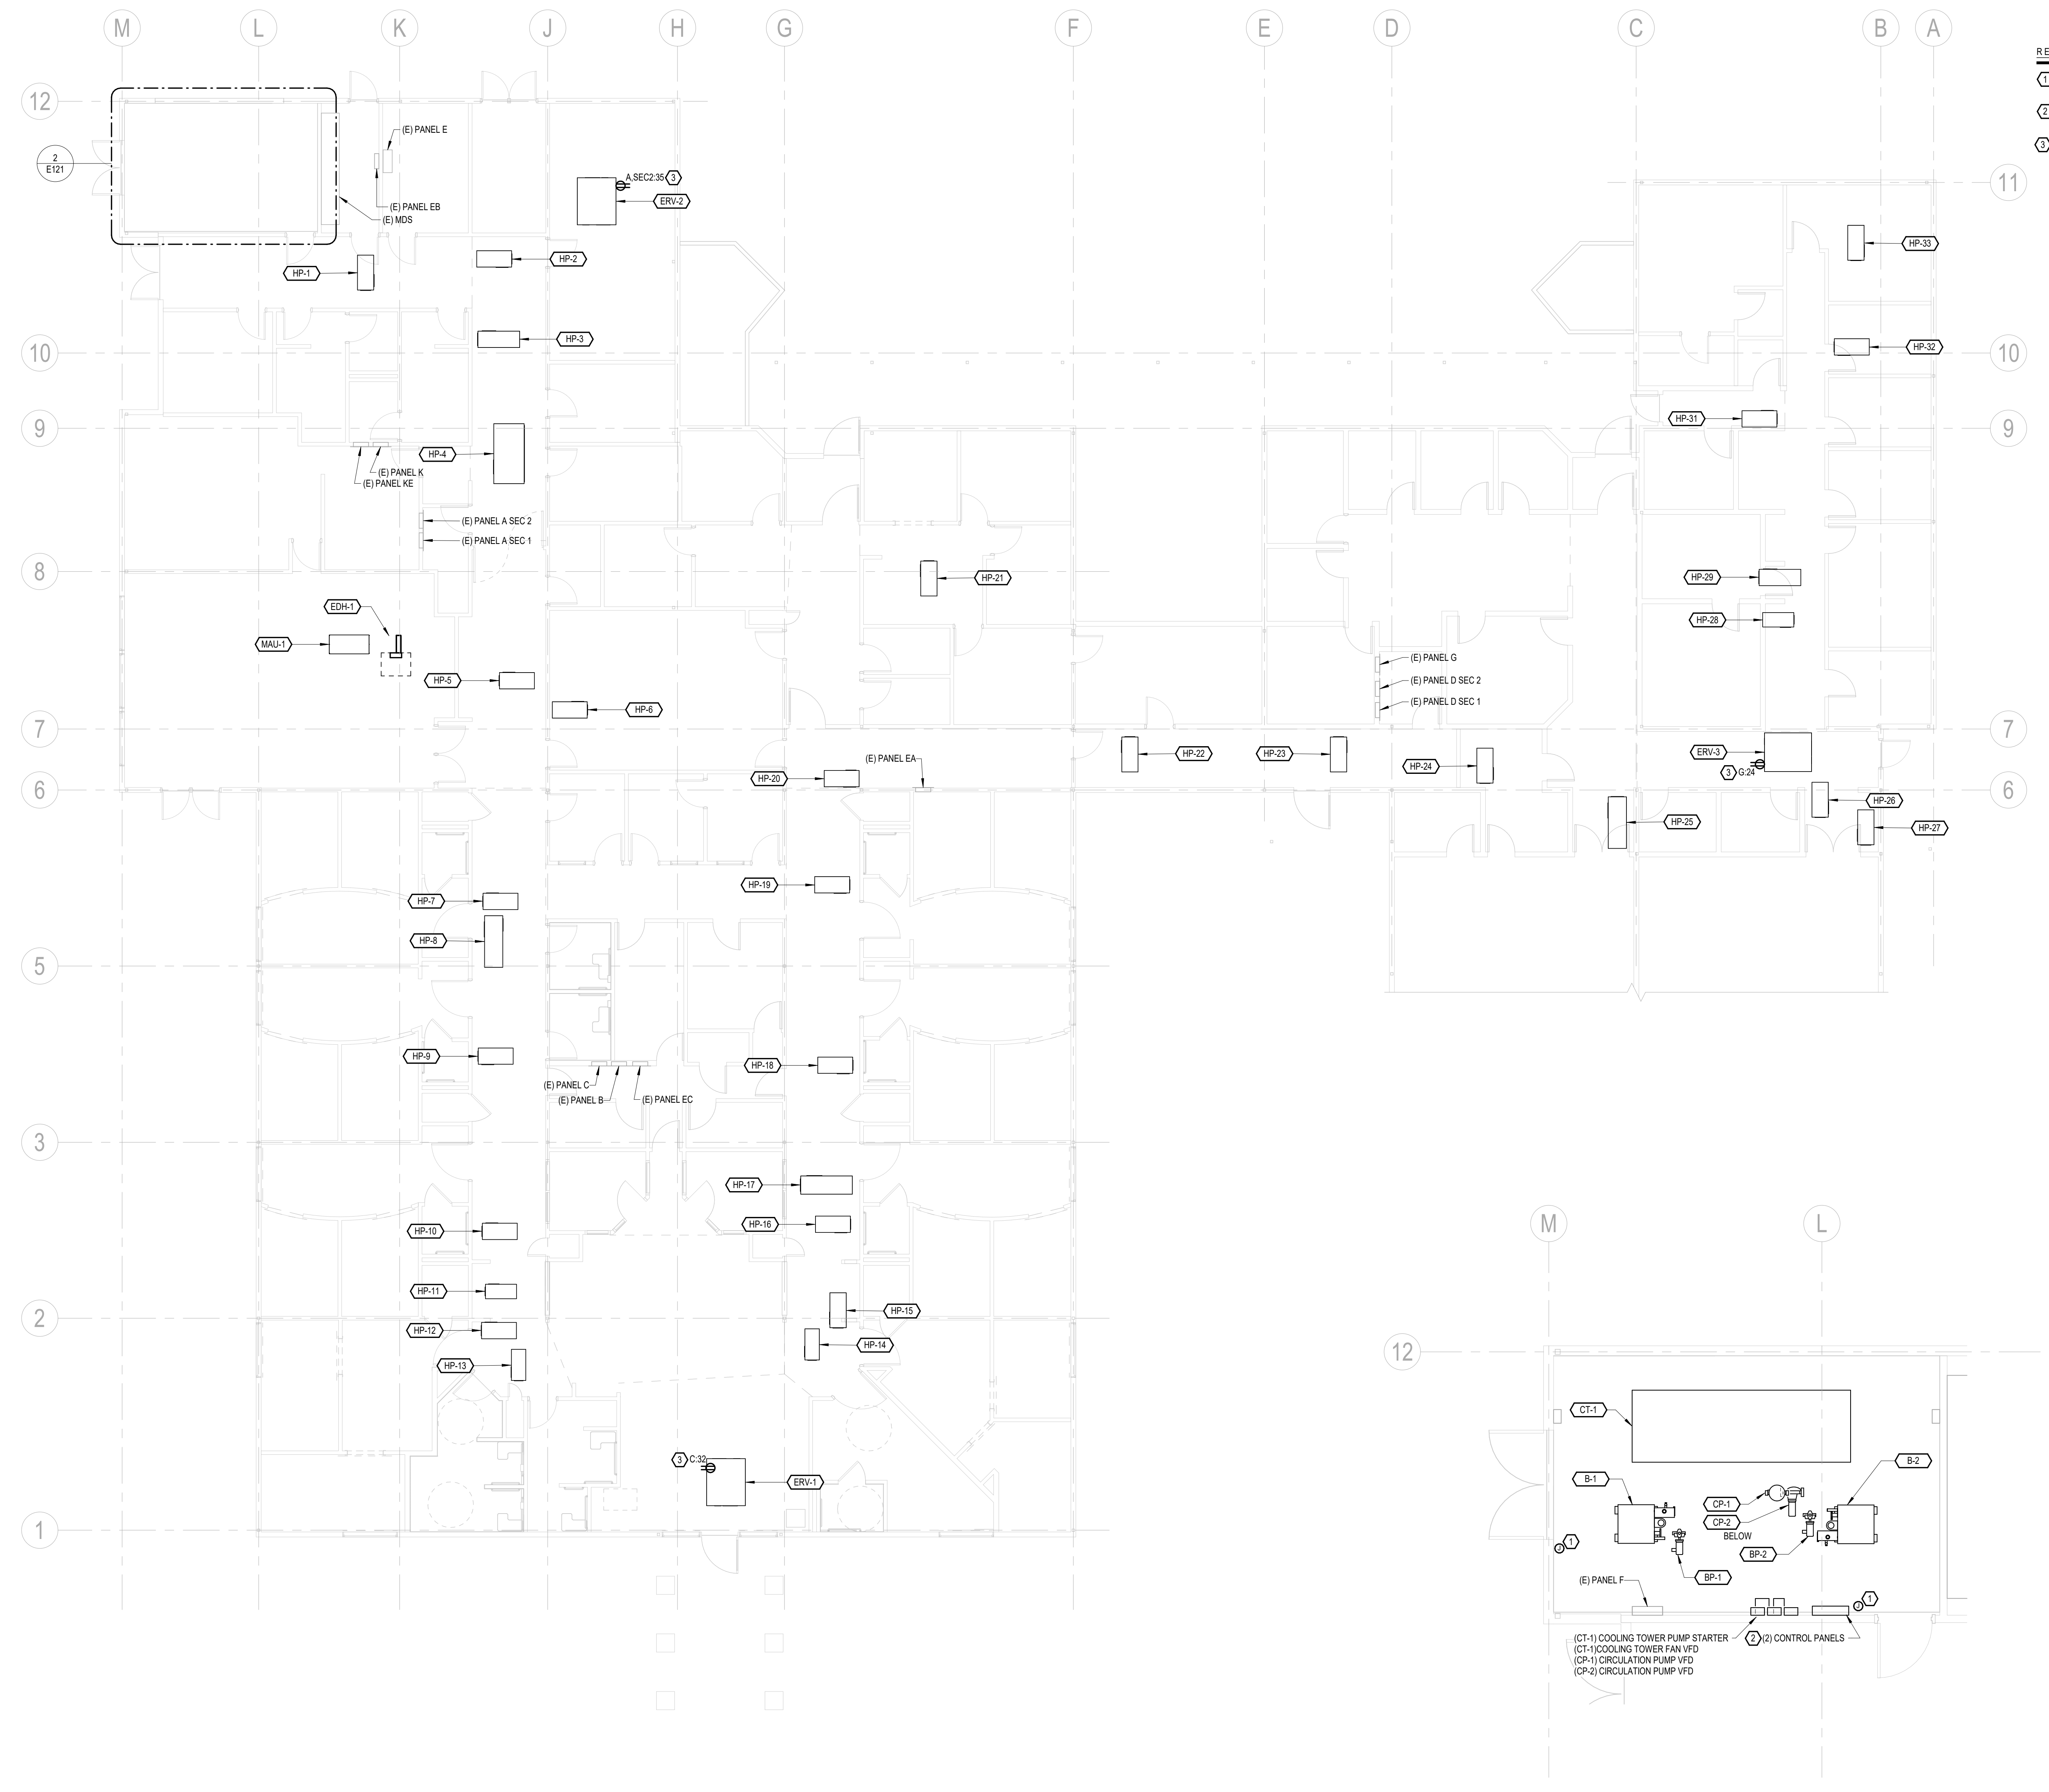 M L K J H G F E D C B A
RE
12
1
2
3
(E) PANEL E
2
E121
A,SEC2:35 3
ERV-2
11
(E) PANEL EB
(E) MDS
HP-33
HP-1
HP-2
HP-3
HP-32
10
10
HP-31
9
9
HP-4
(E) PANEL K
(E) PANEL KE
(E) PANEL A SEC 2
(E) PANEL A SEC 1
8
8
HP-21
HP-29
EDH-1
HP-28
MAU-1
(E) PANEL G
HP-5
(E) PANEL D SEC 2
(E) PANEL D SEC 1
HP-6
7
7
HP-22
HP-23
ERV-3
(E) PANEL EA
HP-24
3 G:24
HP-20
6
6
HP-26
HP-25
HP-27
HP-19
HP-7
HP-8
5
HP-9
HP-18
(E) PANEL C
(E) PANEL B
(E) PANEL EC
3
HP-17
HP-16
HP-10
M L
HP-11
HP-15
2
HP-12
HP-14
12
HP-13
CT-1
3 C:32
ERV-1
B-1
B-2
CP-1
CP-2
BELOW
1
J 1
BP-2
BP-1
(E) PANEL F
J 1
(CT-1) COOLING TOWER PUMP STARTER
2 (2) CONTROL PANELS
(CT-1)COOLING TOWER FAN VFD
(CP-1) CIRCULATION PUMP VFD
(CP-2) CIRCULATION PUMP VFD